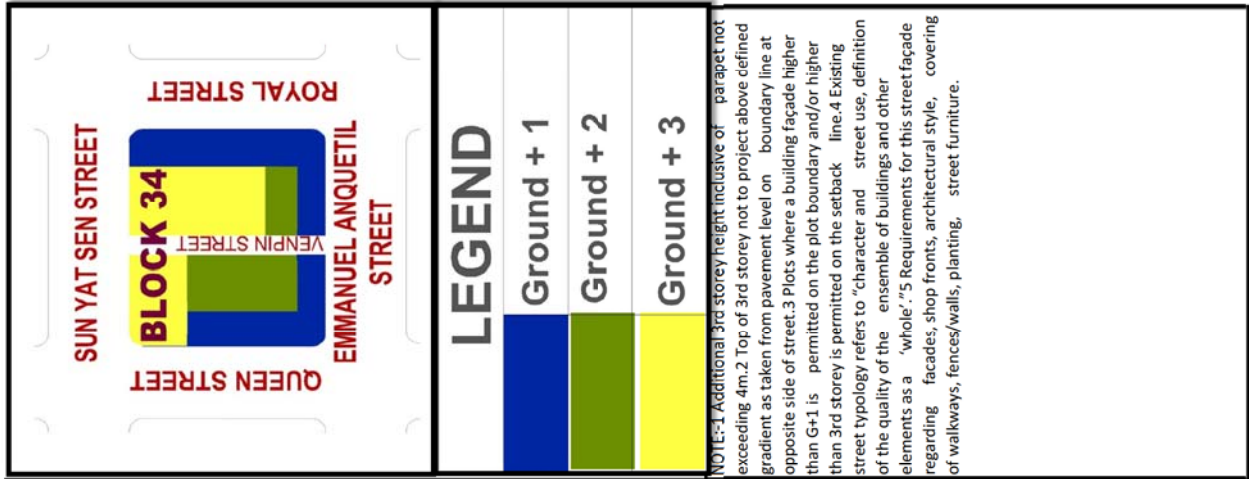 ROYAL STREET
SUN YAT SEN STREET
BLOCK 34
VENPIN STREET
EMMANUEL ANQUETIL
STREET
QUEEN STREET
LEGEND
Ground + 1
Ground + 2
Ground + 3
NOTE:-1 Additional 3rd storey height inclusive of parapet not
exceeding 4m.2 Top of 3rd storey not to project above defined
gradient as taken from pavement level on boundary line at
opposite side of street.3 Plots where a building façade higher
than G+1 is permitted on the plot boundary and/or higher
than 3rd storey is permitted on the setback line.4 Existing
street typology refers to “character and street use, definition
of the quality of the ensemble of buildings and other
elements as a ‘whole’.”5 Requirements for this street façade
regarding facades, shop fronts, architectural style, covering
of walkways, fences/walls, planting, street furniture.